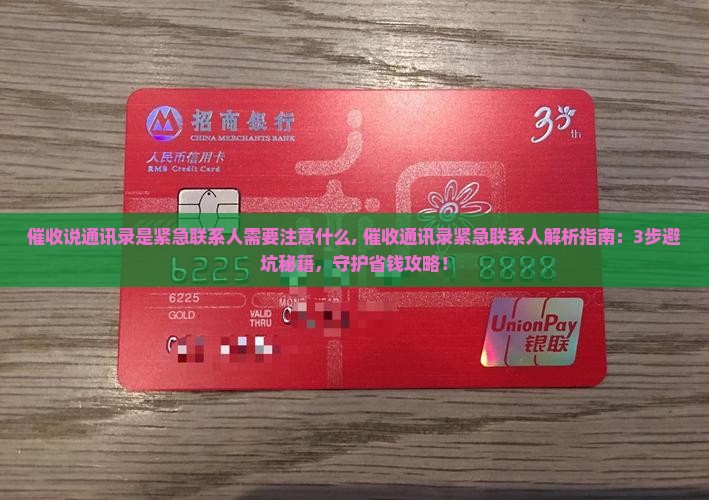 招商银行
CHINA MERCHANTS BANK
30th
人民币信用卡
RMB Credit Card
催收说通讯录是紧急联系人需要注意什么, 催收通讯录紧急联系人解析指南：3步避
坑秘籍，守护省钱攻略！
6225 8888
6225
MONTH YEAR
GOLD VALID
THRU
UnionPay
银联